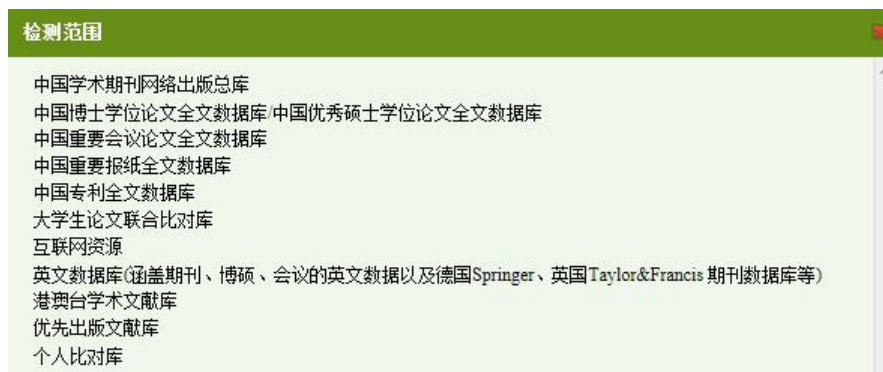 检测范围
中国学术期刊网络出版总库
中国博士学位论文全文数据库/中国优秀硕士学位论文全文数据库
中国重要会议论文全文数据库
中国重要报纸全文数据库
中国专利全文数据库
大学生论文联合比对库
互联网资源
英文数据库(涵盖期刊、博硕、会议的英文数据以及德国Springer、英国Taylor&Francis 期刊数据库等)
港澳台学术文献库
优先出版文献库
个人比对库